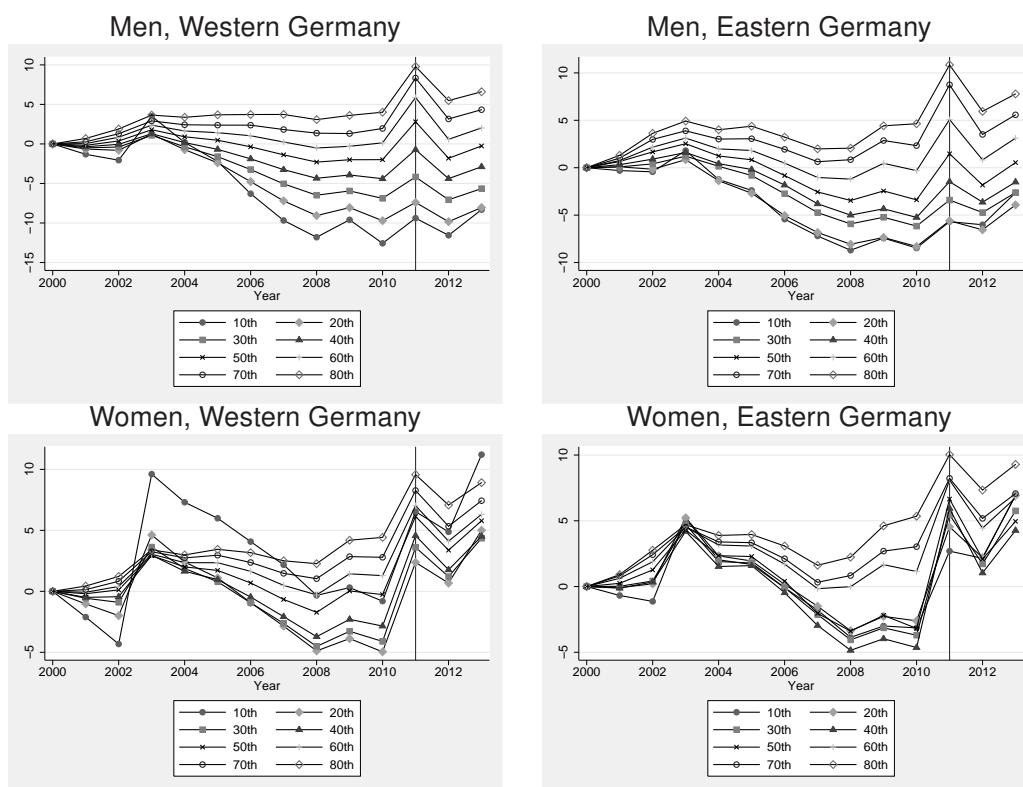 Men, Western Germany
10
5
0
−5
−10
−15
2000 2002 2004 2006 2008 2010 2012
Year
10th 20th
30th 40th
50th 60th
70th 80th
Men, Eastern Germany
10
5
0
−5
−10
2000 2002 2004 2006 2008 2010 2012
Year
10th 20th
30th 40th
50th 60th
70th 80th
Women, Western Germany
10
5
0
−5
2000 2002 2004 2006 2008 2010 2012
Year
10th 20th
30th 40th
50th 60th
70th 80th
Women, Eastern Germany
10
5
0
−5
2000 2002 2004 2006 2008 2010 2012
Year
10th 20th
30th 40th
50th 60th
70th 80th